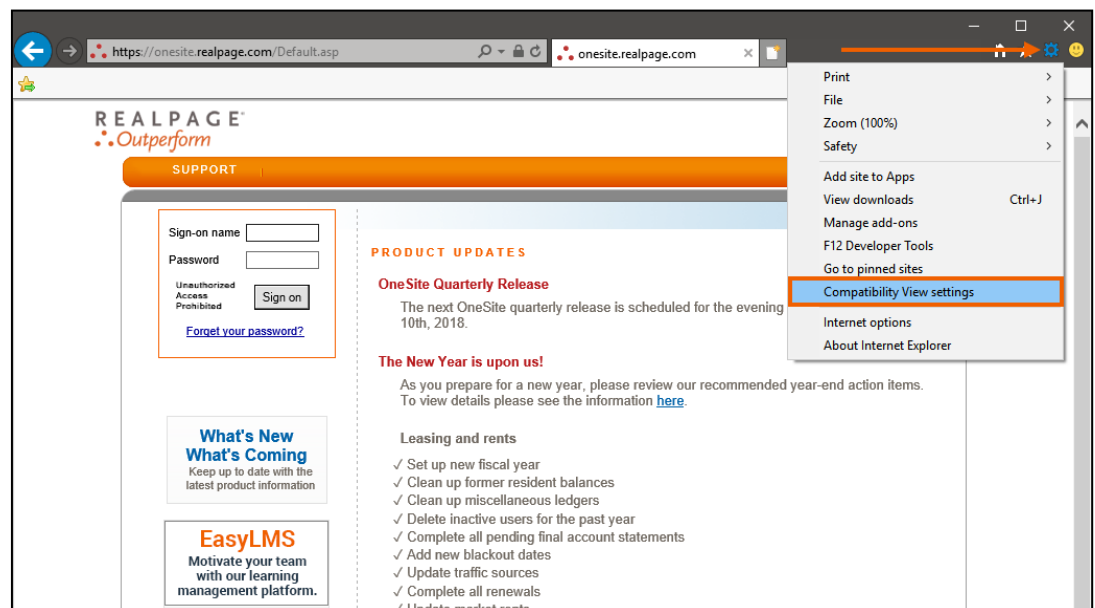 https://onesite.realpage.com/Default.asp
onesite.realpage.com
Print
File
Zoom (100%)
Safety
Add site to Apps
View downloads Ctrl+J
Manage add-ons
F12 Developer Tools
Go to pinned sites
Compatibility View settings
Internet options
About Internet Explorer
REALPAGE
Outperform
SUPPORT
Sign-on name
Password
Unauthorized
Access
Prohibited
Sign on
Forget your password?
What's New
What's Coming
Keep up to date with the
latest product information
EasyLMS
Motivate your team
with our learning
management platform.
PRODUCT UPDATES
OneSite Quarterly Release
The next OneSite quarterly release is scheduled for the evening
10th, 2018.
The New Year is upon us!
As you prepare for a new year, please review our recommended year-end action items.
To view details please see the information here.
Leasing and rents
✓ Set up new fiscal year
✓ Clean up former resident balances
✓ Clean up miscellaneous ledgers
✓ Delete inactive users for the past year
✓ Complete all pending final account statements
✓ Add new blackout dates
✓ Update traffic sources
✓ Complete all renewals
✓ Update market rents